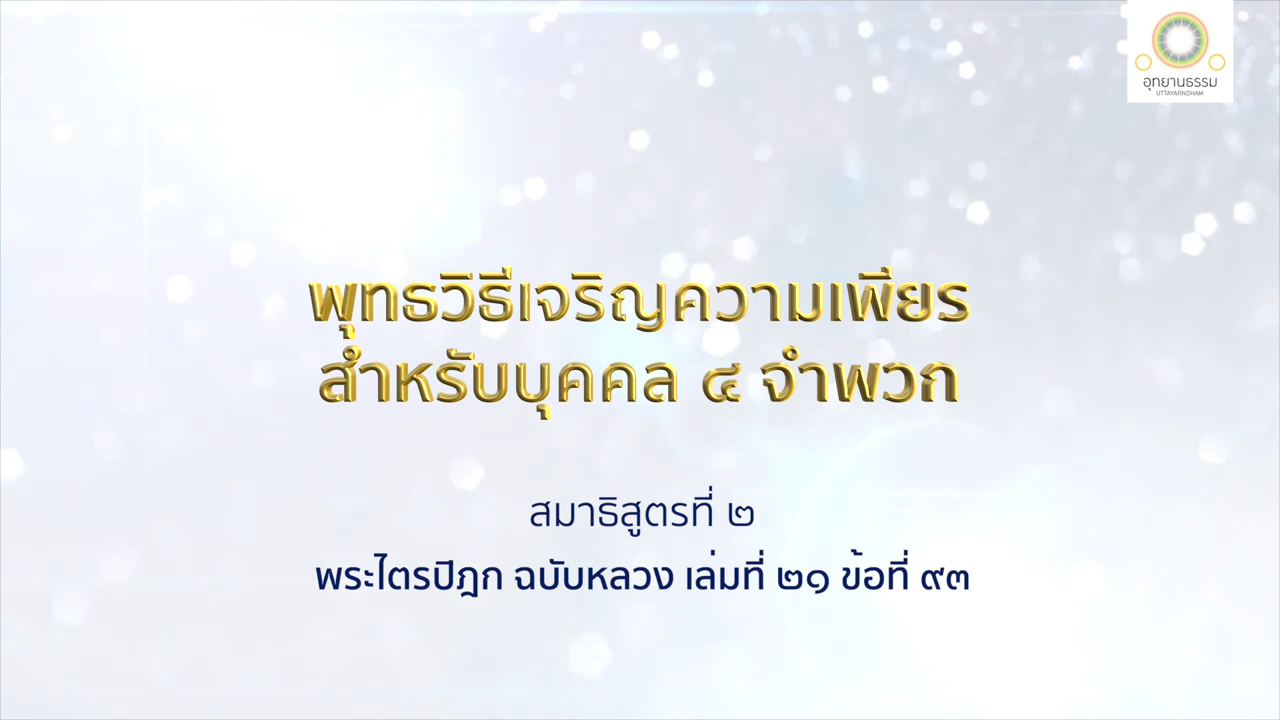 อุทยานธรรม
UTTAYARNDHAM
พุทธวิธีเจริญความเพียร
สำหรับบุคคล ๔ จำพวก
สมาธิสูตรที่ ๒
พระไตรปิฎก ฉบับหลวง เล่มที่ ๒๑ ข้อที่ ๙๓